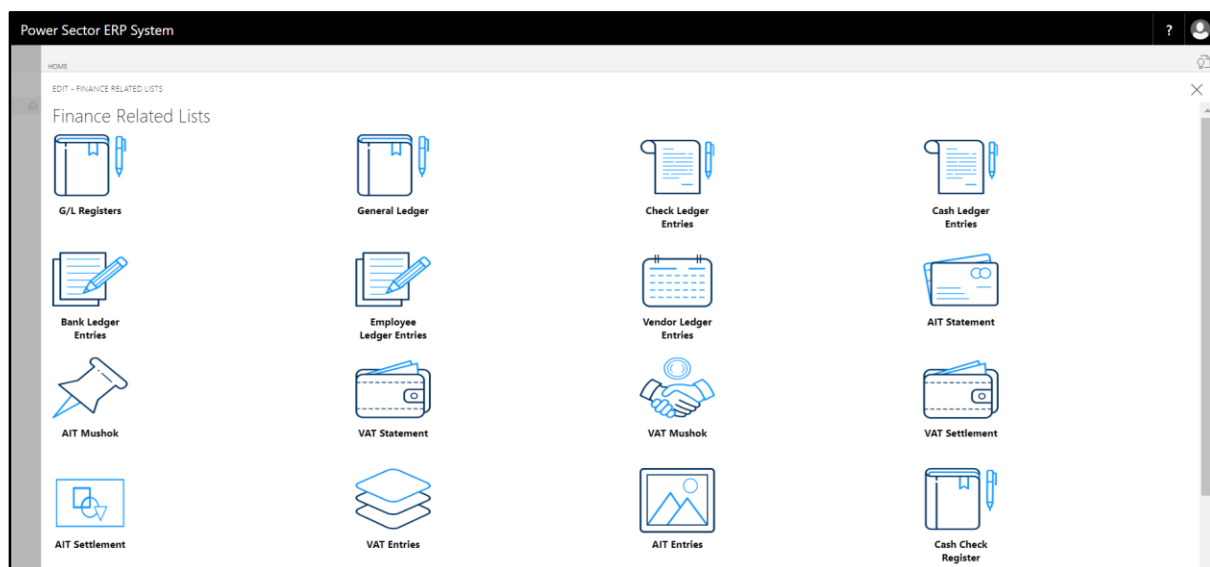 Power Sector ERP System
?
HOME
EDIT - FINANCE RELATED LISTS
Finance Related Lists
G/L Registers
General Ledger
Check Ledger
Entries
Cash Ledger
Entries
Bank Ledger
Entries
Employee
Ledger Entries
Vendor Ledger
Entries
AIT Statement
AIT Mushok
VAT Statement
VAT Mushok
VAT Settlement
AIT Settlement
VAT Entries
AIT Entries
Cash Check
Register